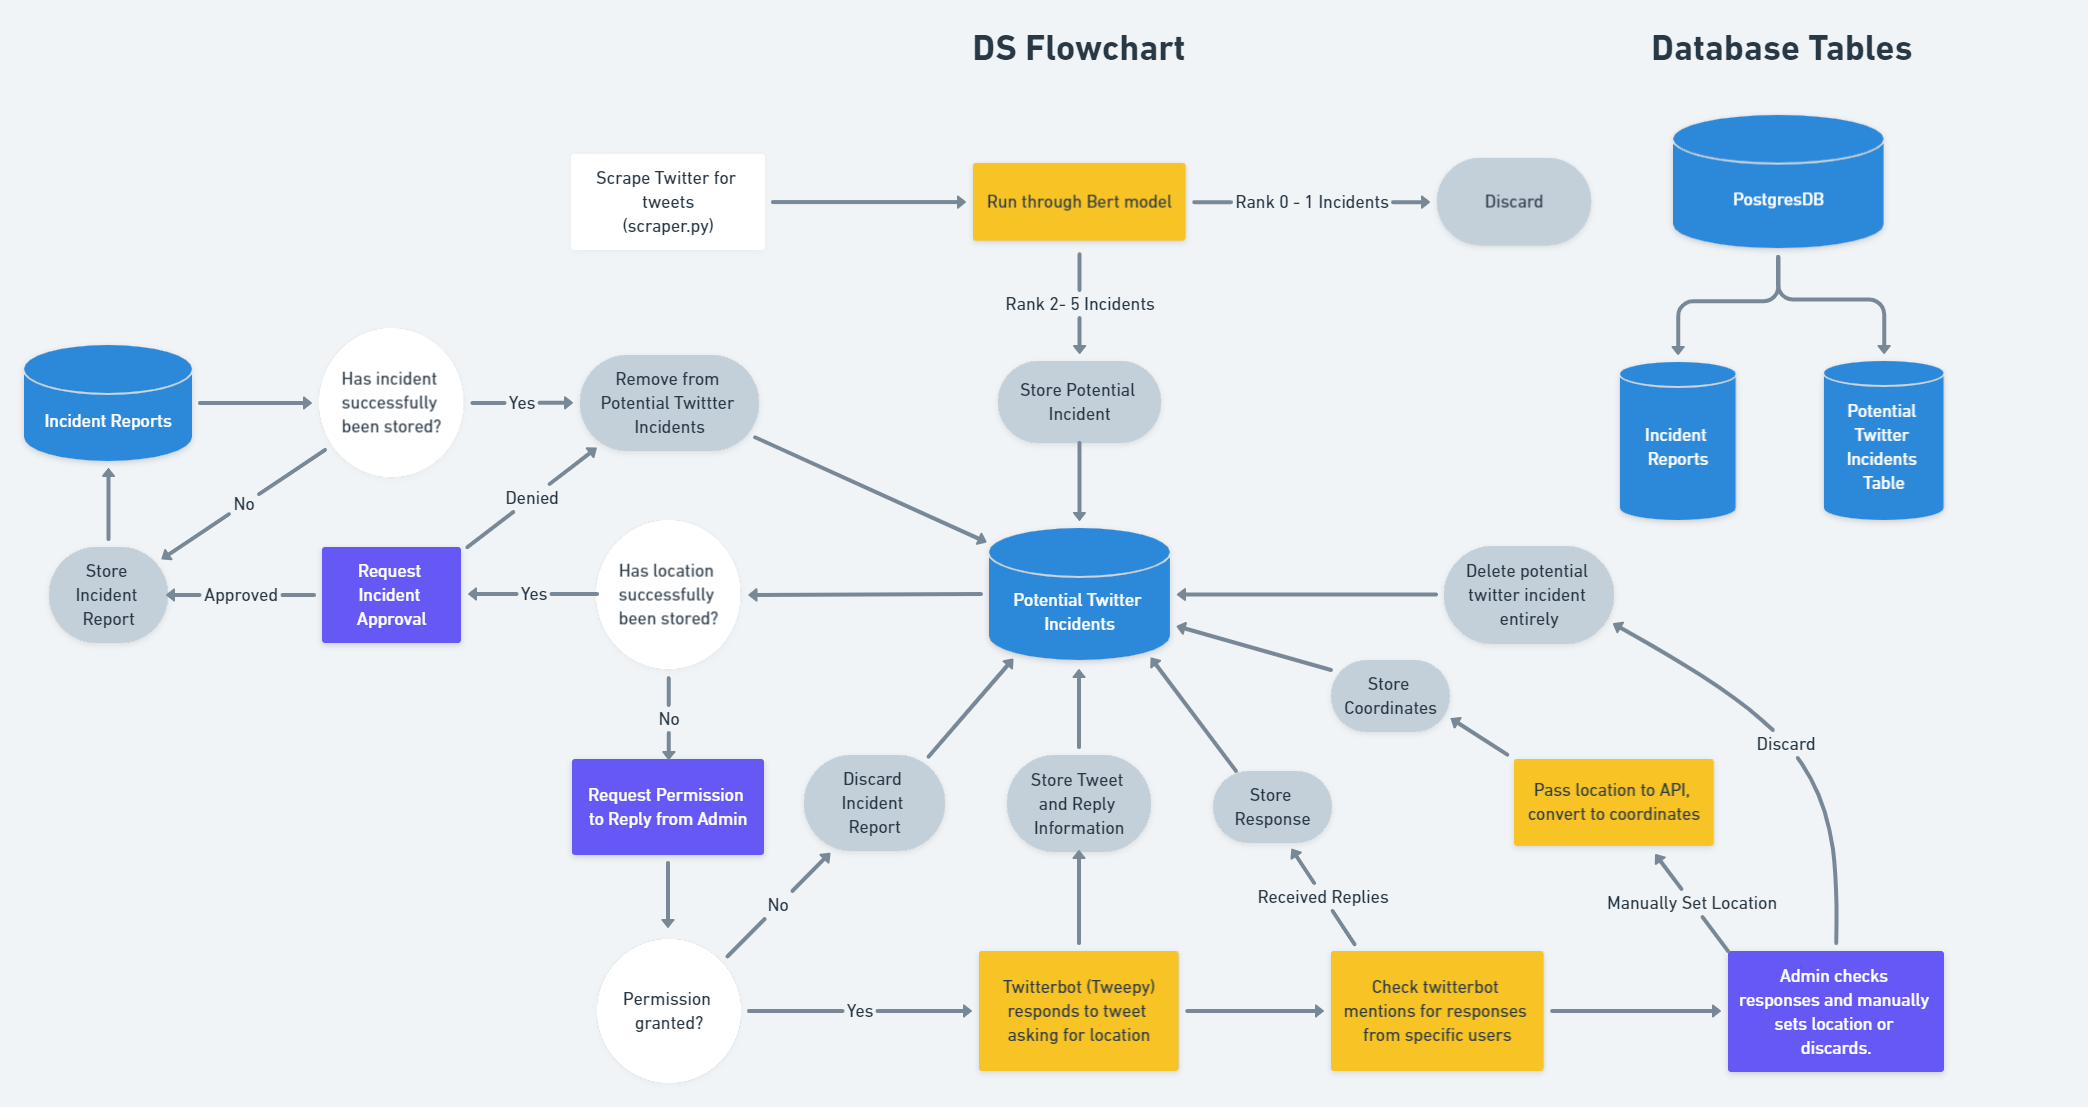 DS Flowchart
Database Tables
Scrape Twitter for
tweets
(scraper.py)
Run through Bert model
Rank 0 - 1 Incidents
Discard
PostgresDB
Rank 2- 5 Incidents
Incident Reports
Has incident
successfully
been stored?
Yes
Remove from
Potential Twittter
Incidents
Store Potential
Incident
Incident
Reports
Potential
Twitter
Incidents
Table
No
Denied
Store
Incident
Report
Approved
Request
Incident
Approval
Yes
Has location
successfully
been stored?
Potential Twitter
Incidents
Delete potential
twitter incident
entirely
No
Store
Coordinates
Discard
Request Permission
to Reply from Admin
Discard
Incident
Report
Store Tweet
and Reply
Information
Store
Response
Pass location to API,
convert to coordinates
No
Received Replies
Manually Set Location
Permission
granted?
Yes
Twitterbot (Tweepy)
responds to tweet
asking for location
Check twitterbot
mentions for responses
from specific users
Admin checks
responses and manually
sets location or
discards.